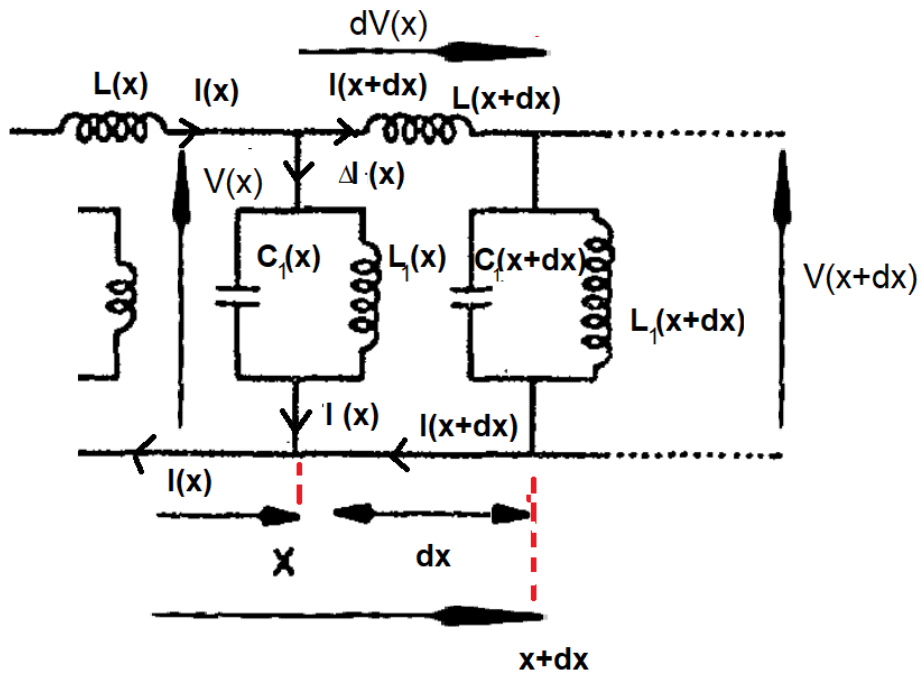 dV(x)
L(x)
I(x)
I(x+dx)
L(x+dx)
V(x)
ΔI·(x)
C₁(x)
L₁(x)
C₁(x+dx)
V(x+dx)
L₁(x+dx)
I (x)
I(x+dx)
I(x)
X
dx
x+dx